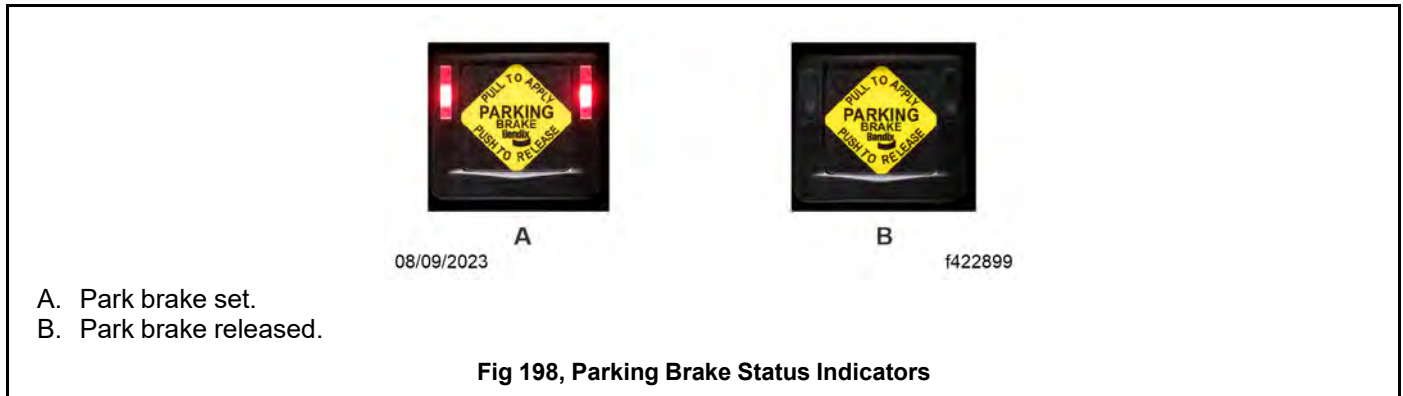 PULL TO APPLY
PARKING
BRAKE
Bendix
PUSH TO RELEASE
PULL TO APPLY
PARKING
BRAKE
Bendix
PUSH TO RELEASE
A
B
08/09/2023
f422899
A. Park brake set.
B. Park brake released.
Fig 198, Parking Brake Status Indicators